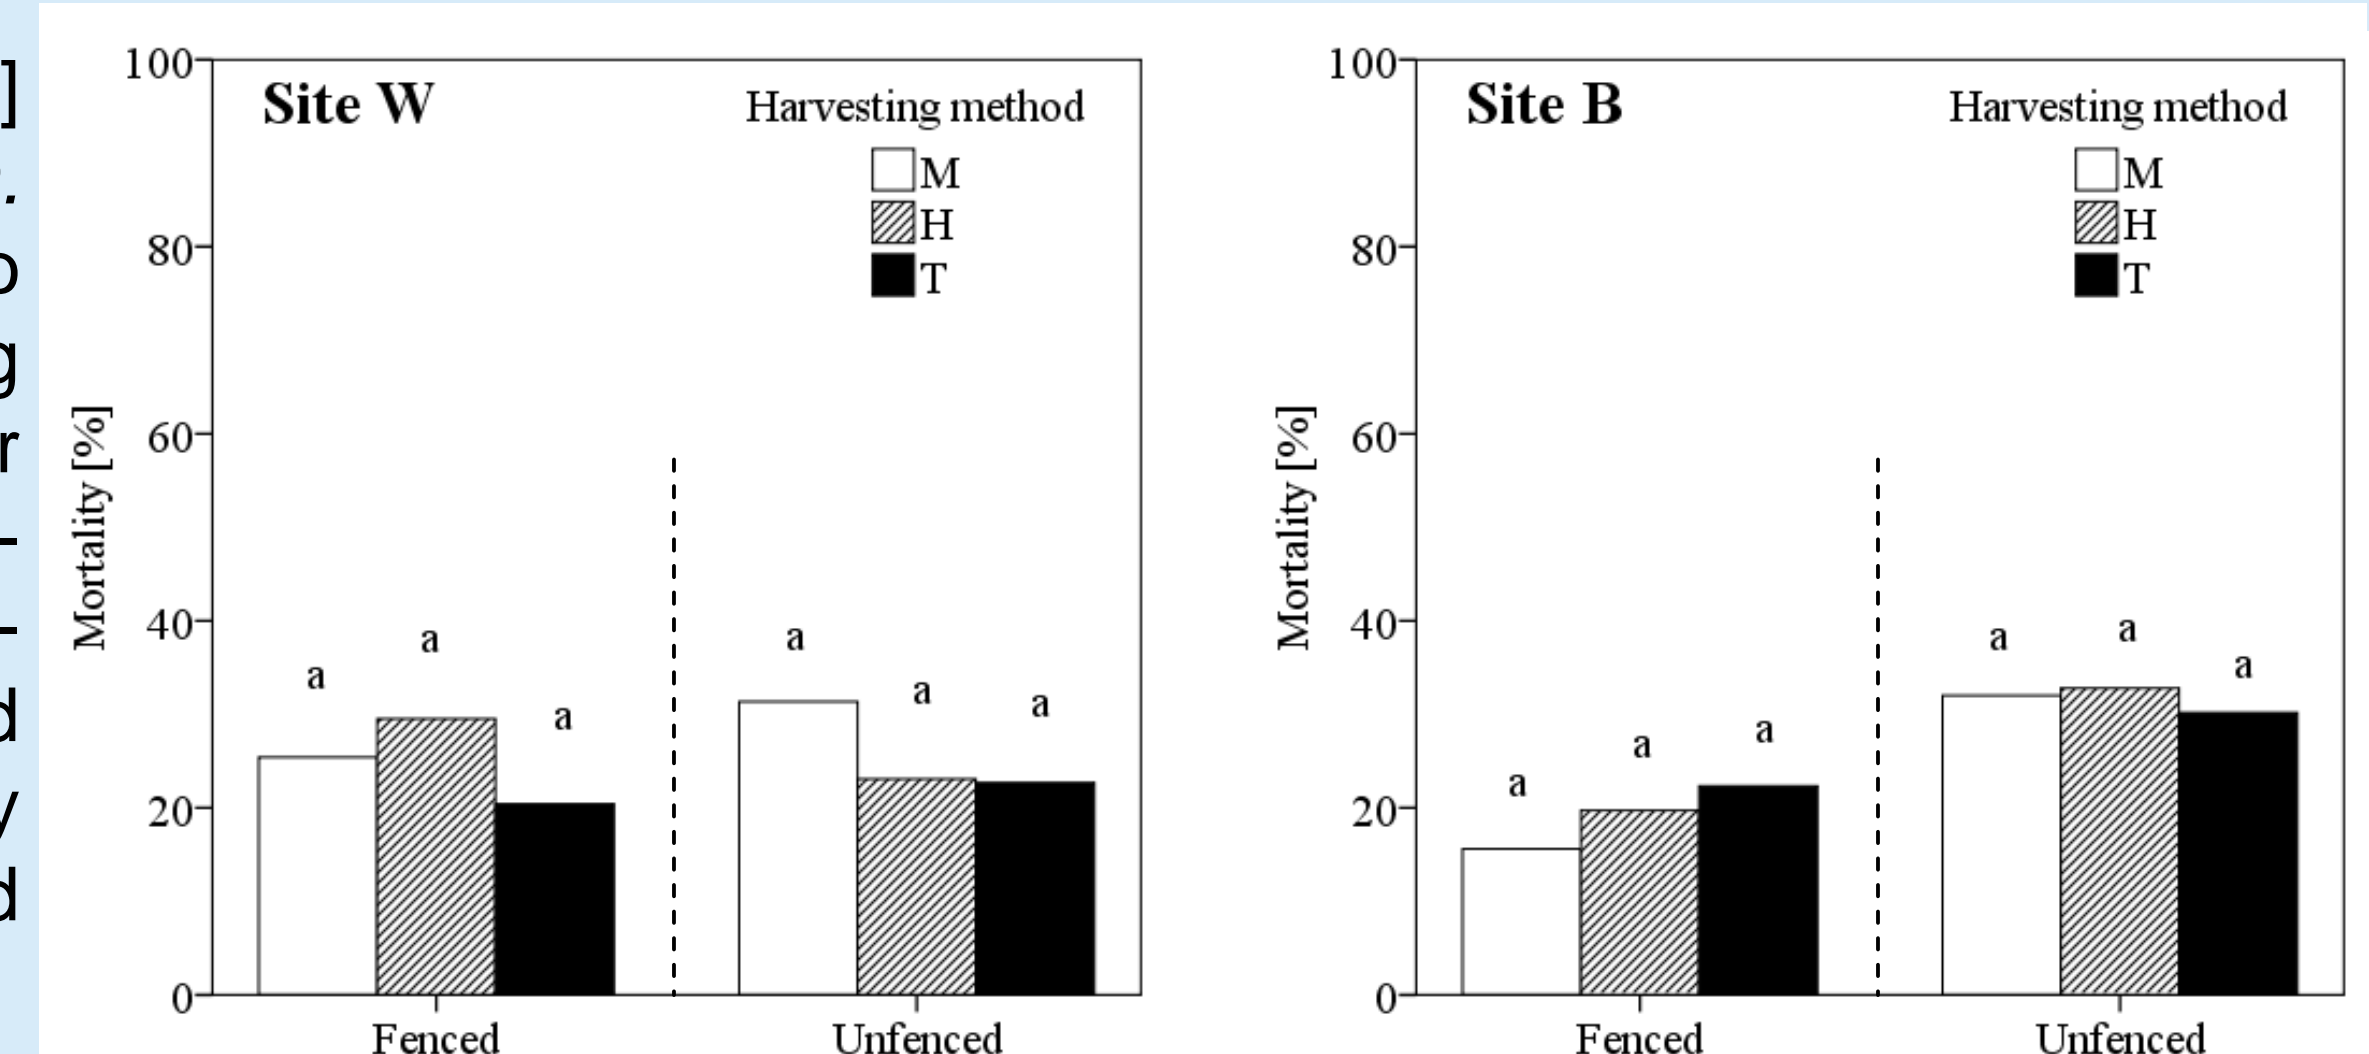 ]
.
g
r
–
–
d
y
d
Site W
Harvesting method
M
H
T
Mortality [%]
100
80
60
40
20
0
a
a
a
a
a
a
Fenced
Unfenced
Site B
Harvesting method
M
H
T
Mortality [%]
100
80
60
40
20
0
a
a
a
a
a
a
Fenced
Unfenced